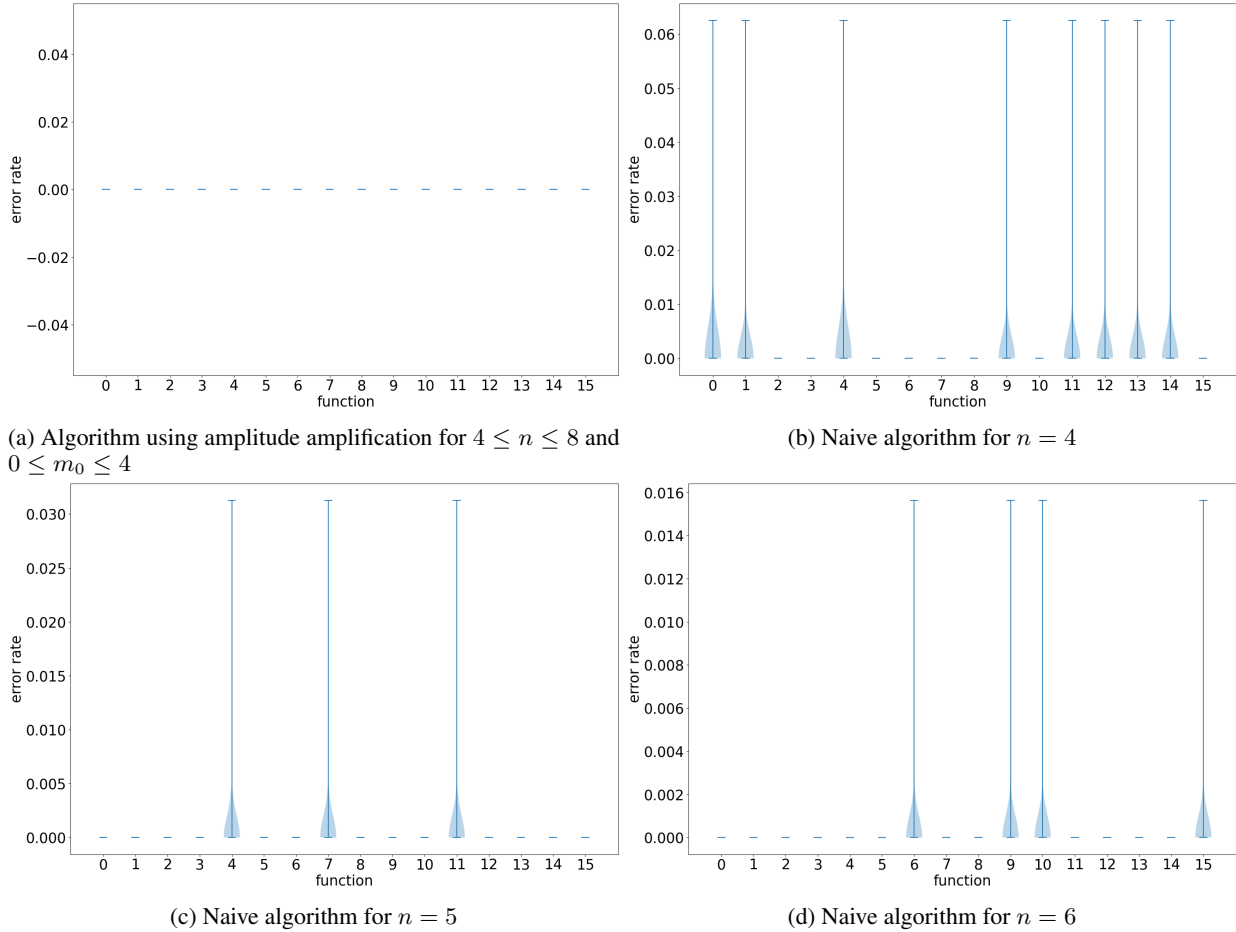 0.04
0.02
0.00
−0.02
−0.04
error rate
0 1 2 3 4 5 6 7 8 9 10 11 12 13 14 15
function
(a) Algorithm using amplitude amplification for 4 ≤ n ≤ 8 and
0 ≤ m₀ ≤ 4
0.06
0.05
0.04
0.03
0.02
0.01
0.00
error rate
0 1 2 3 4 5 6 7 8 9 10 11 12 13 14 15
function
(b) Naive algorithm for n = 4
0.030
0.025
0.020
0.015
0.010
0.005
0.000
error rate
0 1 2 3 4 5 6 7 8 9 10 11 12 13 14 15
function
(c) Naive algorithm for n = 5
0.016
0.014
0.012
0.010
0.008
0.006
0.004
0.002
0.000
error rate
0 1 2 3 4 5 6 7 8 9 10 11 12 13 14 15
function
(d) Naive algorithm for n = 6